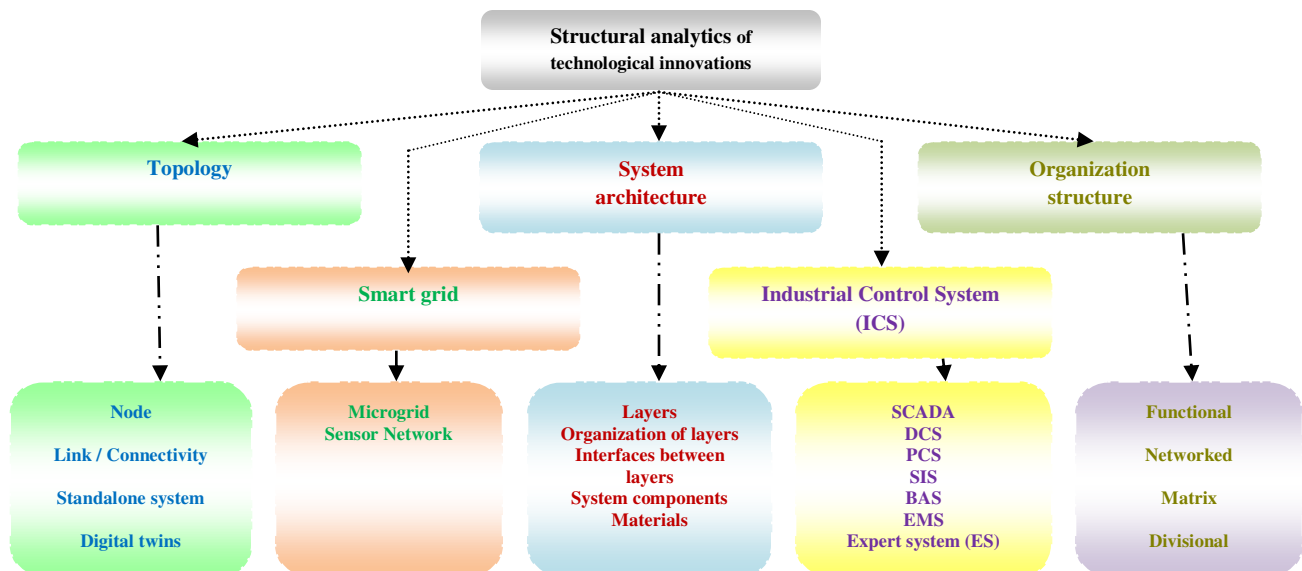 Structural analytics of
technological innovations
Topology
System
architecture
Organization
structure
Smart grid
Industrial Control System
(ICS)
Node
Link / Connectivity
Standalone system
Digital twins
Microgrid
Sensor Network
Layers
Organization of layers
Interfaces between
layers
System components
Materials
SCADA
DCS
PCS
SIS
BAS
EMS
Expert system (ES)
Functional
Networked
Matrix
Divisional